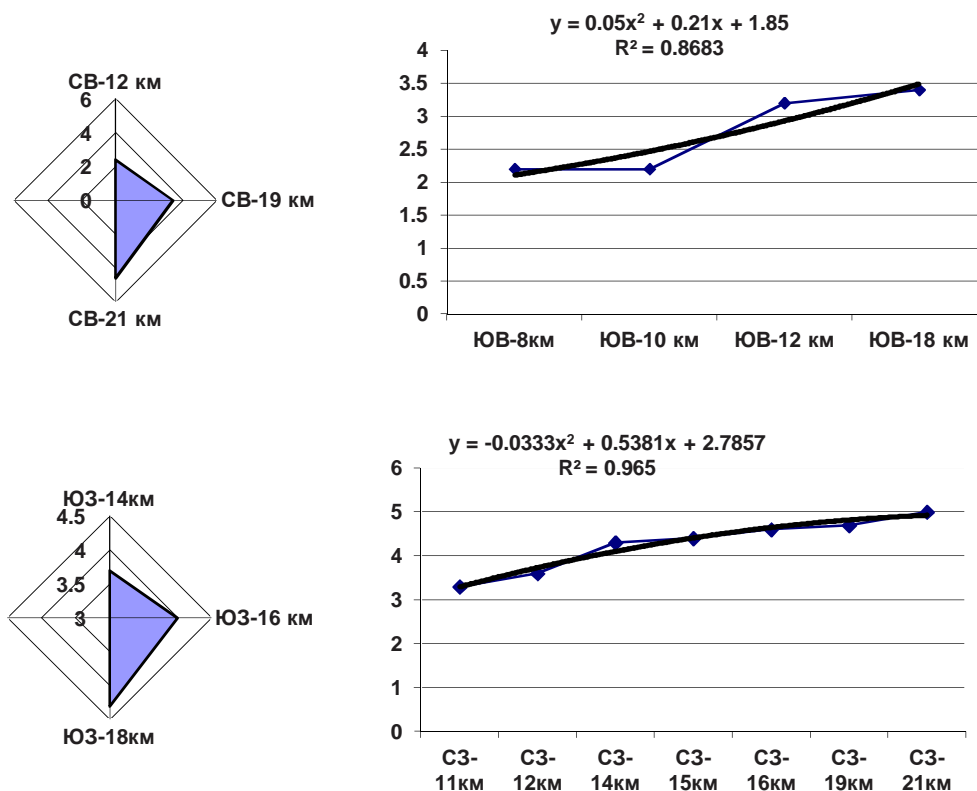 СВ-12 км
6
4
2
0
СВ-19 км
СВ-21 км
y = 0.05x² + 0.21x + 1.85
R² = 0.8683
4
3.5
3
2.5
2
1.5
1
0.5
0
ЮВ-8км ЮВ-10 км ЮВ-12 км ЮВ-18 км
ЮЗ-14км
4.5
4
3.5
3
ЮЗ-16 км
ЮЗ-18км
y = -0.0333x² + 0.5381x + 2.7857
R² = 0.965
6
5
4
3
2
1
0
СЗ- СЗ- СЗ- СЗ- СЗ- СЗ- СЗ-
11км 12км 14км 15км 16км 19км 21км